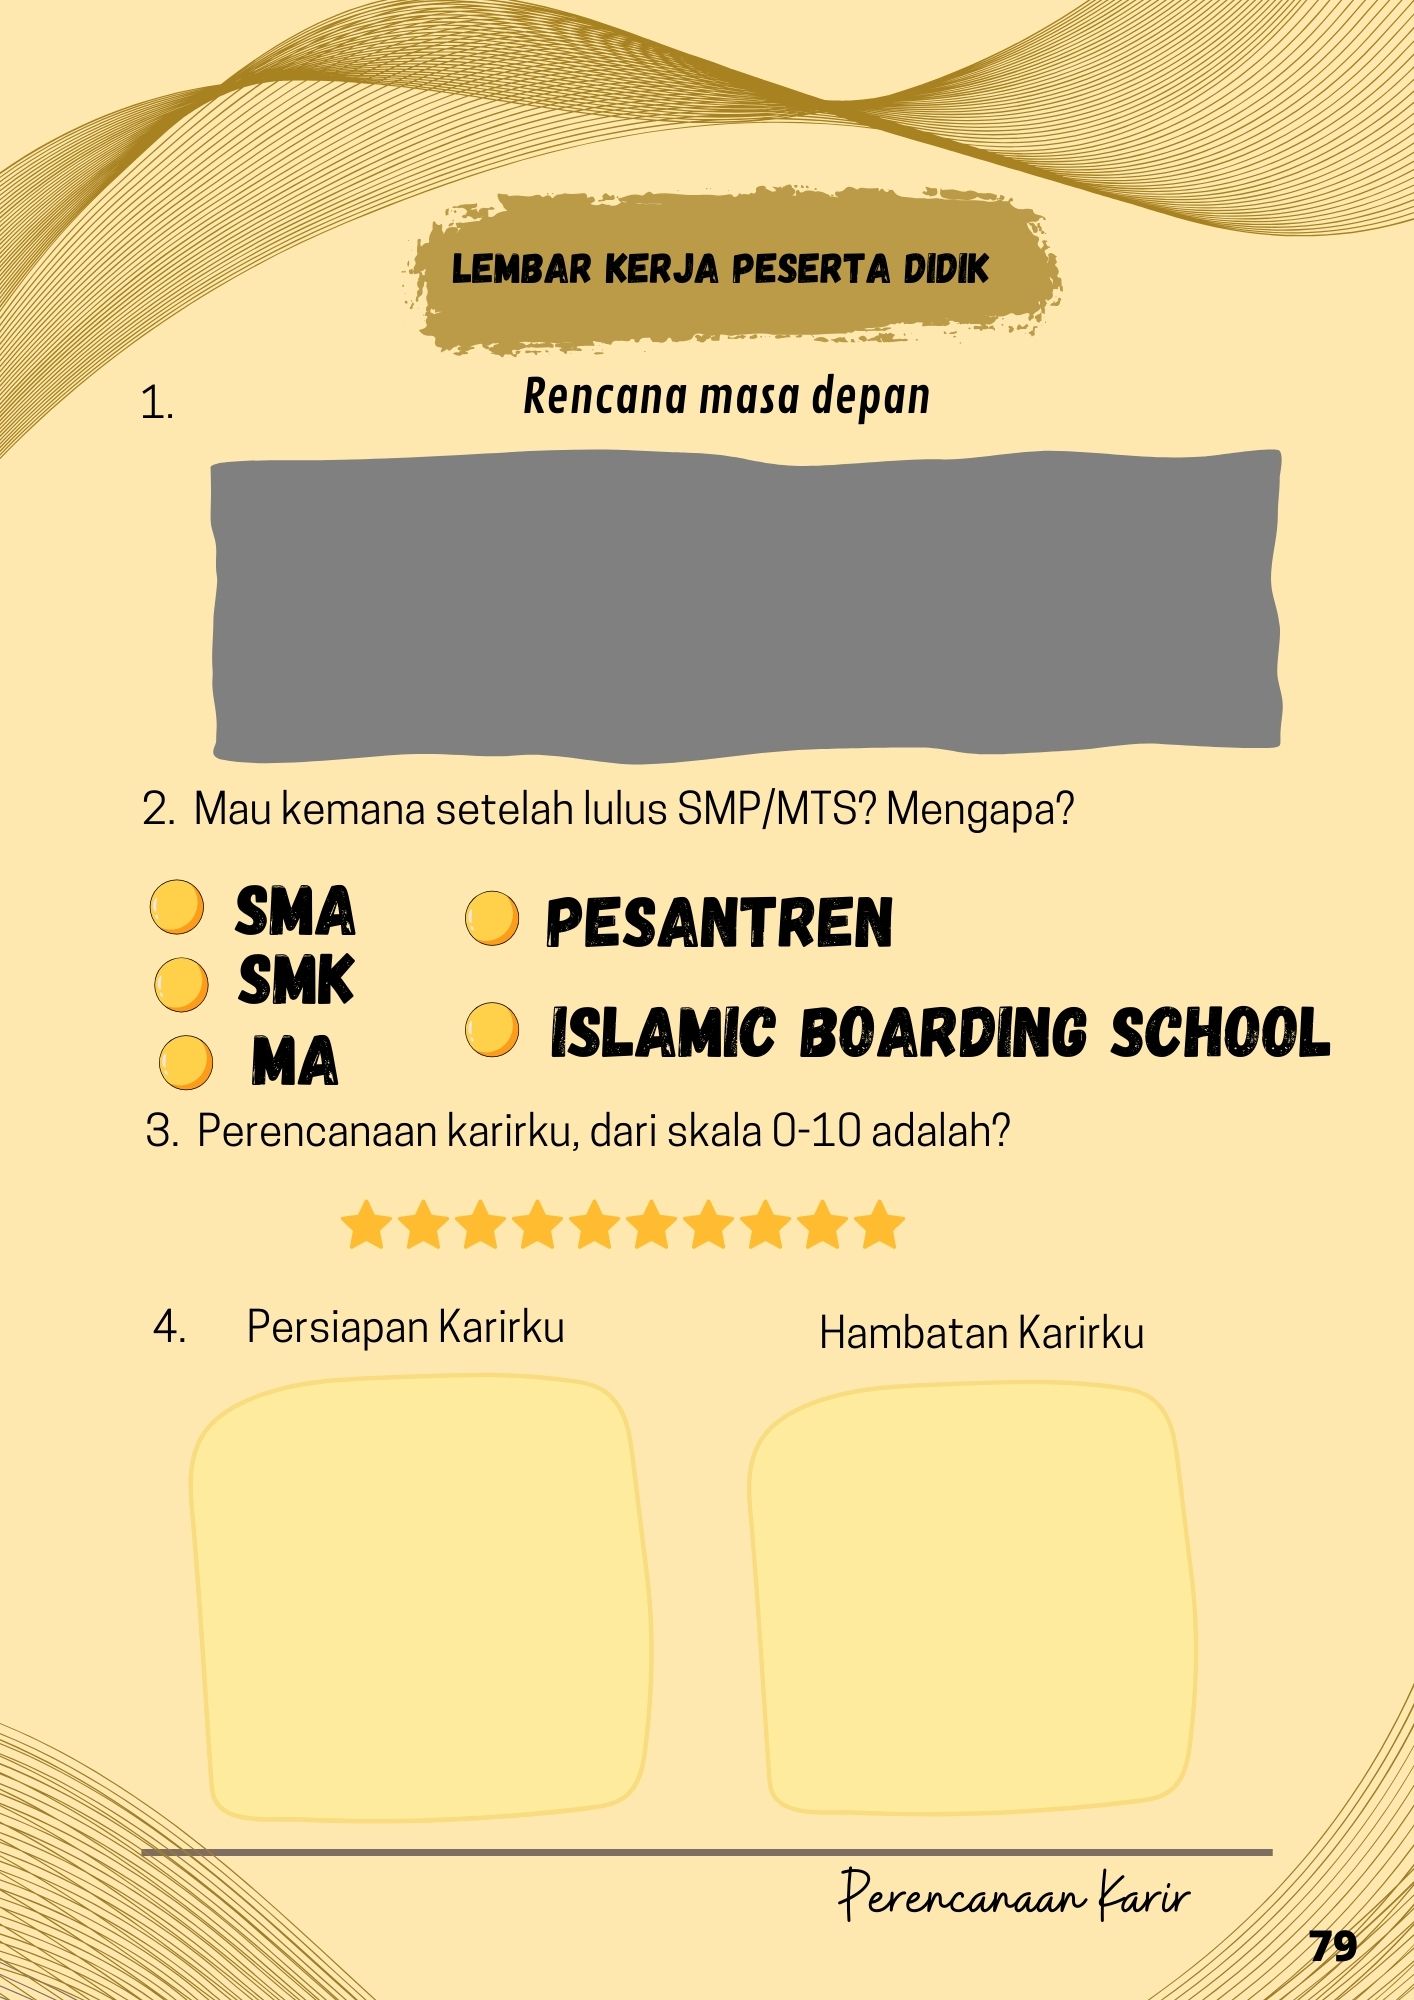 LEMBAR KERJA PESERTA DIDIK
1. Rencana masa depan
2. Mau kemana setelah lulus SMP/MTS? Mengapa?
SMA
SMK
MA
PESANTREN
ISLAMIC BOARDING SCHOOL
3. Perencanaan karirku, dari skala 0-10 adalah?
4. Persiapan Karirku
Hambatan Karirku
Perencanaan Karir
79